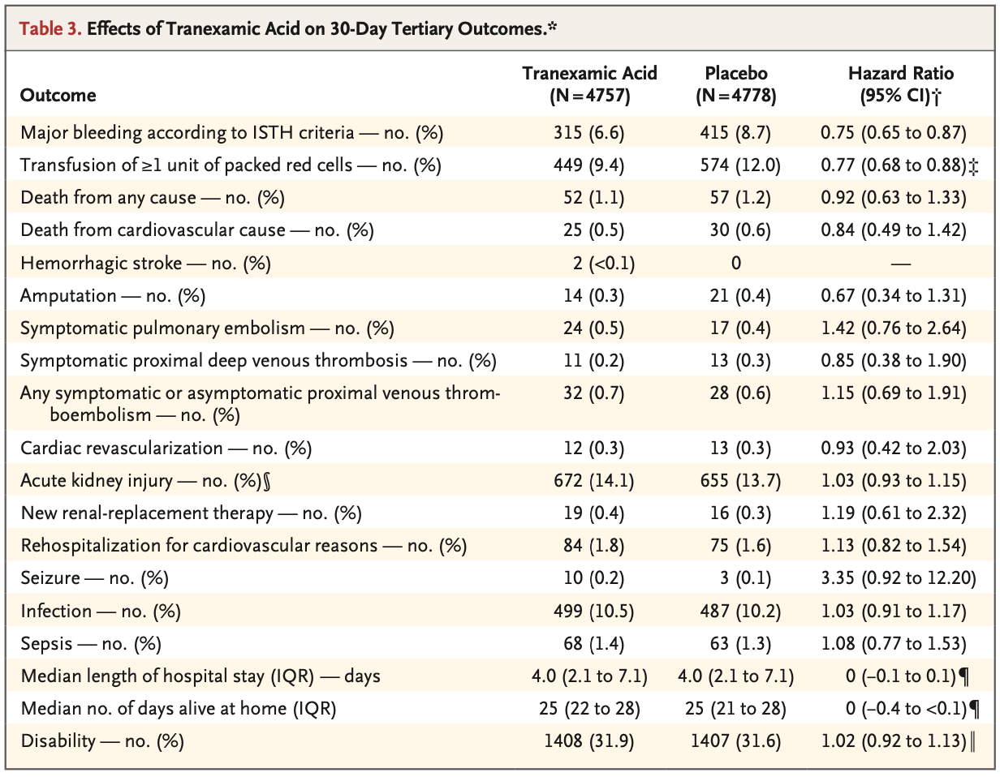 Table 3. Effects of Tranexamic Acid on 30-Day Tertiary Outcomes.*
Outcome Tranexamic Acid (N=4757) Placebo (N=4778) Hazard Ratio (95% CI)†
Major bleeding according to ISTH criteria — no. (%) 315 (6.6) 415 (8.7) 0.75 (0.65 to 0.87)
Transfusion of ≥1 unit of packed red cells — no. (%) 449 (9.4) 574 (12.0) 0.77 (0.68 to 0.88)‡
Death from any cause — no. (%) 52 (1.1) 57 (1.2) 0.92 (0.63 to 1.33)
Death from cardiovascular cause — no. (%) 25 (0.5) 30 (0.6) 0.84 (0.49 to 1.42)
Hemorrhagic stroke — no. (%) 2 (<0.1) 0 —
Amputation — no. (%) 14 (0.3) 21 (0.4) 0.67 (0.34 to 1.31)
Symptomatic pulmonary embolism — no. (%) 24 (0.5) 17 (0.4) 1.42 (0.76 to 2.64)
Symptomatic proximal deep venous thrombosis — no. (%) 11 (0.2) 13 (0.3) 0.85 (0.38 to 1.90)
Any symptomatic or asymptomatic proximal venous throm- 32 (0.7) 28 (0.6) 1.15 (0.69 to 1.91)
boembolism — no. (%)
Cardiac revascularization — no. (%) 12 (0.3) 13 (0.3) 0.93 (0.42 to 2.03)
Acute kidney injury — no. (%)§ 672 (14.1) 655 (13.7) 1.03 (0.93 to 1.15)
New renal-replacement therapy — no. (%) 19 (0.4) 16 (0.3) 1.19 (0.61 to 2.32)
Rehospitalization for cardiovascular reasons — no. (%) 84 (1.8) 75 (1.6) 1.13 (0.82 to 1.54)
Seizure — no. (%) 10 (0.2) 3 (0.1) 3.35 (0.92 to 12.20)
Infection — no. (%) 499 (10.5) 487 (10.2) 1.03 (0.91 to 1.17)
Sepsis — no. (%) 68 (1.4) 63 (1.3) 1.08 (0.77 to 1.53)
Median length of hospital stay (IQR) — days 4.0 (2.1 to 7.1) 4.0 (2.1 to 7.1) 0 (–0.1 to 0.1)¶
Median no. of days alive at home (IQR) 25 (22 to 28) 25 (21 to 28) 0 (–0.4 to <0.1)¶
Disability — no. (%) 1408 (31.9) 1407 (31.6) 1.02 (0.92 to 1.13)‖